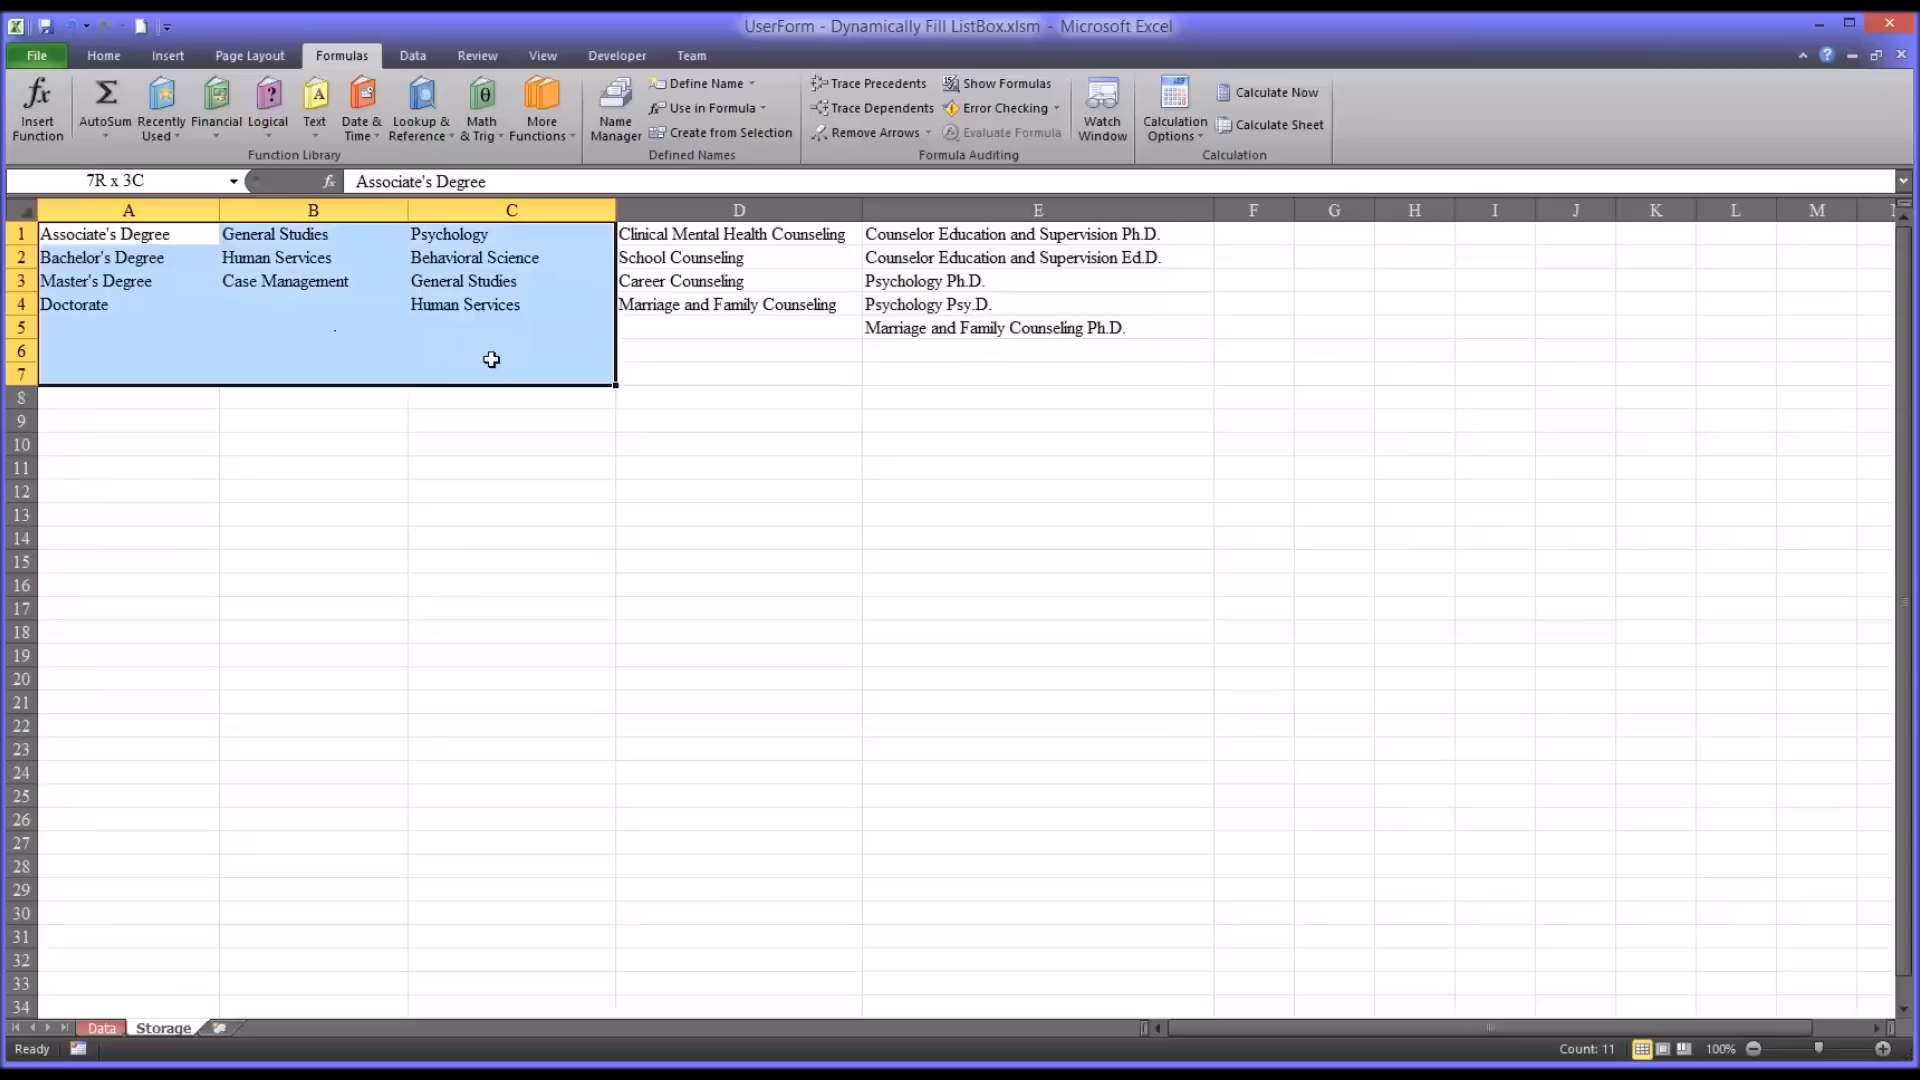 UserForm - Dynamically Fill ListBox.xlsm - Microsoft Excel
File Home Insert Page Layout Formulas Data Review View Developer Team
Insert Function
AutoSum
Recently Used
Financial
Logical
Text
Date & Time
Lookup & Reference
Math & Trig
More Functions
Function Library
Name Manager
Define Name
Use in Formula
Create from Selection
Defined Names
Trace Precedents
Trace Dependents
Remove Arrows
Show Formulas
Error Checking
Evaluate Formula
Formula Auditing
Watch Window
Calculation Options
Calculate Now
Calculate Sheet
Calculation
7R x 3C fx Associate's Degree
A B C D E F G H I J K L M
1 Associate's Degree General Studies Psychology Clinical Mental Health Counseling Counselor Education and Supervision Ph.D.
2 Bachelor's Degree Human Services Behavioral Science School Counseling Counselor Education and Supervision Ed.D.
3 Master's Degree Case Management General Studies Career Counseling Psychology Ph.D.
4 Doctorate Human Services Marriage and Family Counseling Psychology Psy.D.
5 Marriage and Family Counseling Ph.D.
6
7
8
9
10
11
12
13
14
15
16
17
18
19
20
21
22
23
24
25
26
27
28
29
30
31
32
33
34
Data Storage
Ready Count: 11 100%